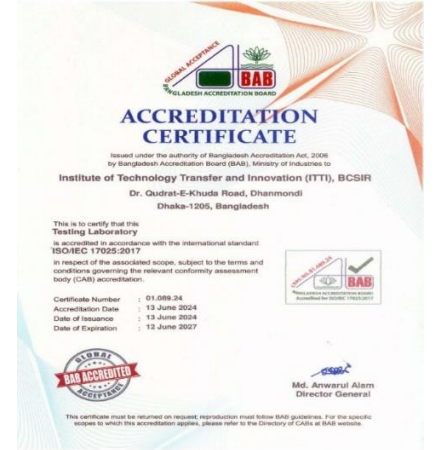 GLOBAL ACCEPTANCE
BAB
BANGLADESH ACCREDITATION BOARD
ACCREDITATION
CERTIFICATE
Issued under the authority of Bangladesh Accreditation Act, 2006
by Bangladesh Accreditation Board (BAB), Ministry of Industries to
Institute of Technology Transfer and Innovation (ITTI), BCSIR
Dr. Qudrat-E-Khuda Road, Dhanmondi
Dhaka-1205, Bangladesh
This is to certify that this
Testing Laboratory
is accredited in accordance with the international standard
ISO/IEC 17025:2017
in respect of the associated scope, subject to the terms and
conditions governing the relevant conformity assessment
body (CAB) accreditation.
BAB
BANGLADESH ACCREDITATION BOARD
Accredited for ISO/IEC 17025:2017
Certificate Number : 01.089.24
Accreditation Date : 13 June 2024
Date of Issuance : 13 June 2024
Date of Expiration : 12 June 2027
GLOBAL
BAB ACCREDITED
ACCEPTANCE
Md. Anwarul Alam
Director General
This certificate must be returned on request; reproduction must follow BAB guidelines. For the specific
scopes to which this accreditation applies, please refer to the Directory of CABs at BAB website.